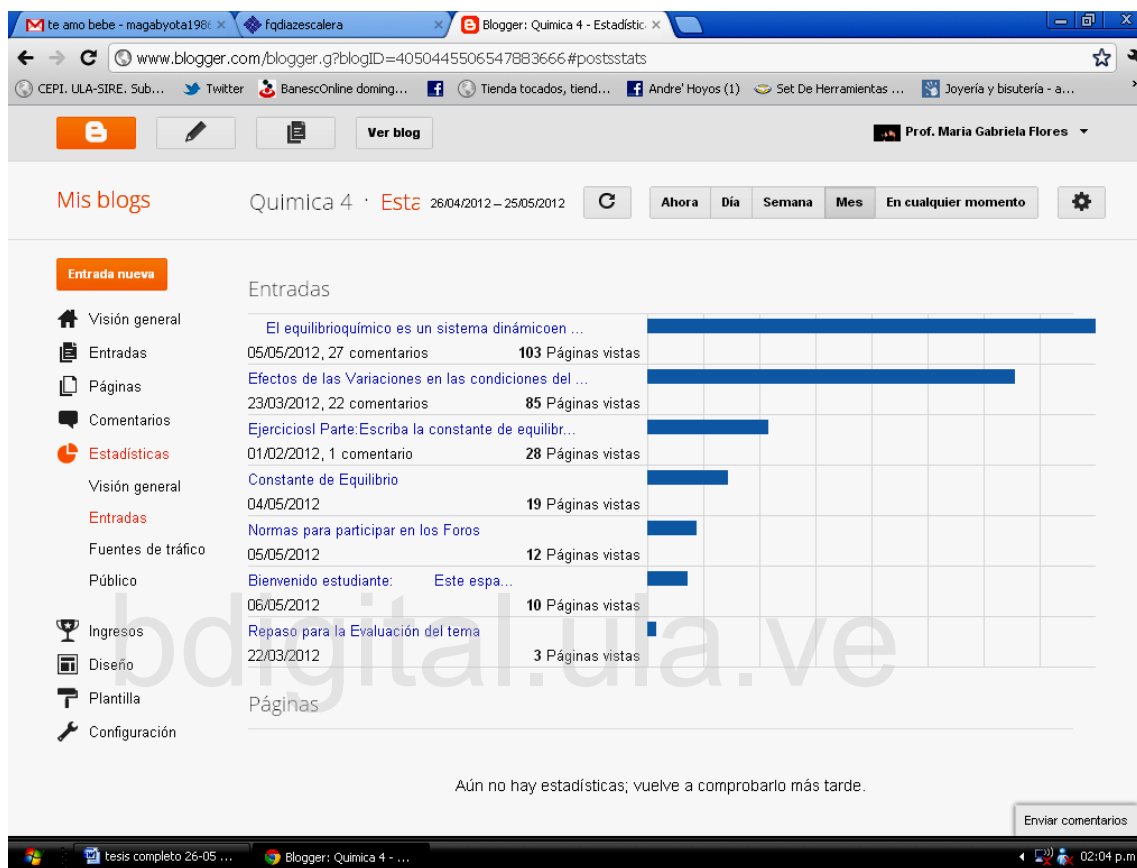 te amo bebe - magabyota1986
fqdiazescalera
Blogger: Quimica 4 - Estadístic
www.blogger.com/blogger.g?blogID=4050445506547883666#postsstats
CEPI. ULA-SIRE. Sub... Twitter BanescOnline doming... Tienda tocados, tiend... Andre' Hoyos (1) Set De Herramientas ... Joyería y bisutería - a...
Ver blog
Prof. Maria Gabriela Flores
Mis blogs
Quimica 4 · Esta 26/04/2012 – 25/05/2012
Ahora Día Semana Mes En cualquier momento
Entrada nueva
Visión general
Entradas
Páginas
Comentarios
Estadísticas
Visión general
Entradas
Fuentes de tráfico
Público
Ingresos
Diseño
Plantilla
Configuración
Entradas
El equilibrioquímico es un sistema dinámicoen ...
05/05/2012, 27 comentarios 103 Páginas vistas
Efectos de las Variaciones en las condiciones del ...
23/03/2012, 22 comentarios 85 Páginas vistas
EjerciciosI Parte:Escriba la constante de equilibr...
01/02/2012, 1 comentario 28 Páginas vistas
Constante de Equilibrio
04/05/2012 19 Páginas vistas
Normas para participar en los Foros
05/05/2012 12 Páginas vistas
Bienvenido estudiante: Este espa...
06/05/2012 10 Páginas vistas
Repaso para la Evaluación del tema
22/03/2012 3 Páginas vistas
Páginas
Aún no hay estadísticas; vuelve a comprobarlo más tarde.
bdigital.ula.ve
Enviar comentarios
tesis completo 26-05 ... Blogger: Quimica 4 - ... 02:04 p.m